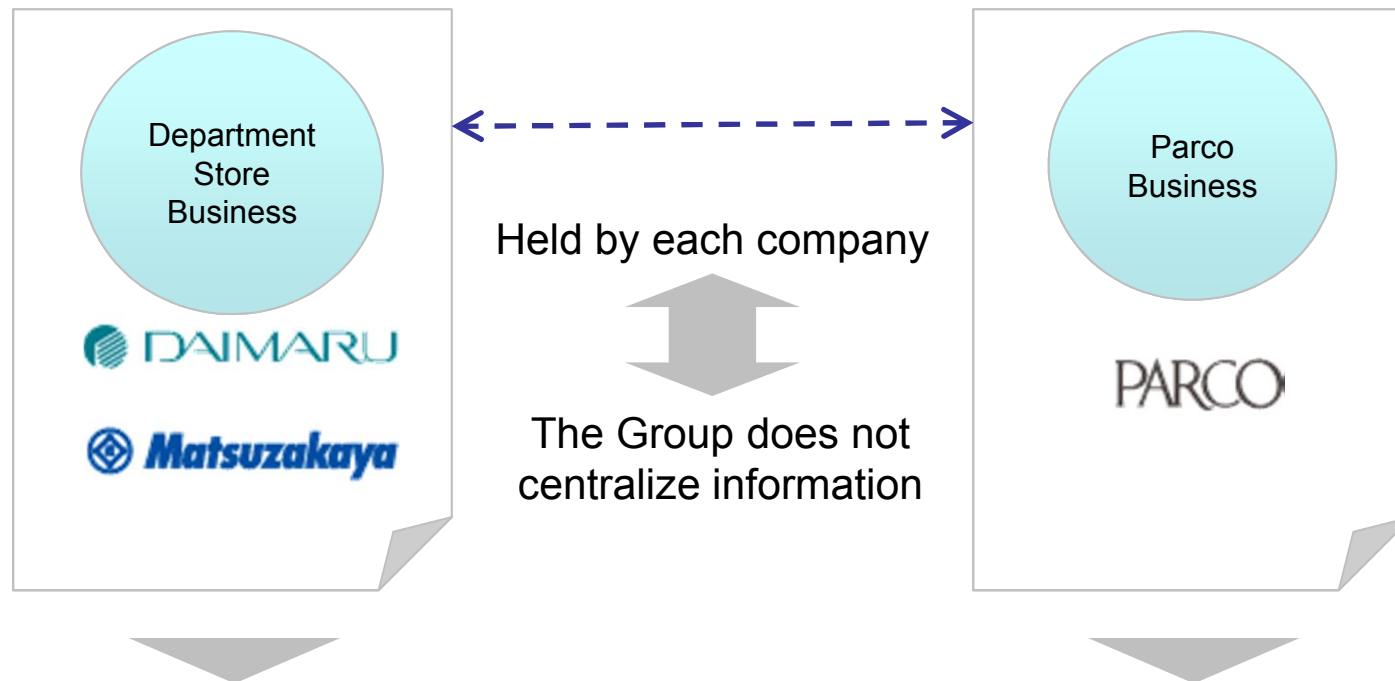 Department
Store
Business
DAIMARU
Matsuzakaya
Held by each company
The Group does not
centralize information
Parco
Business
PARCO